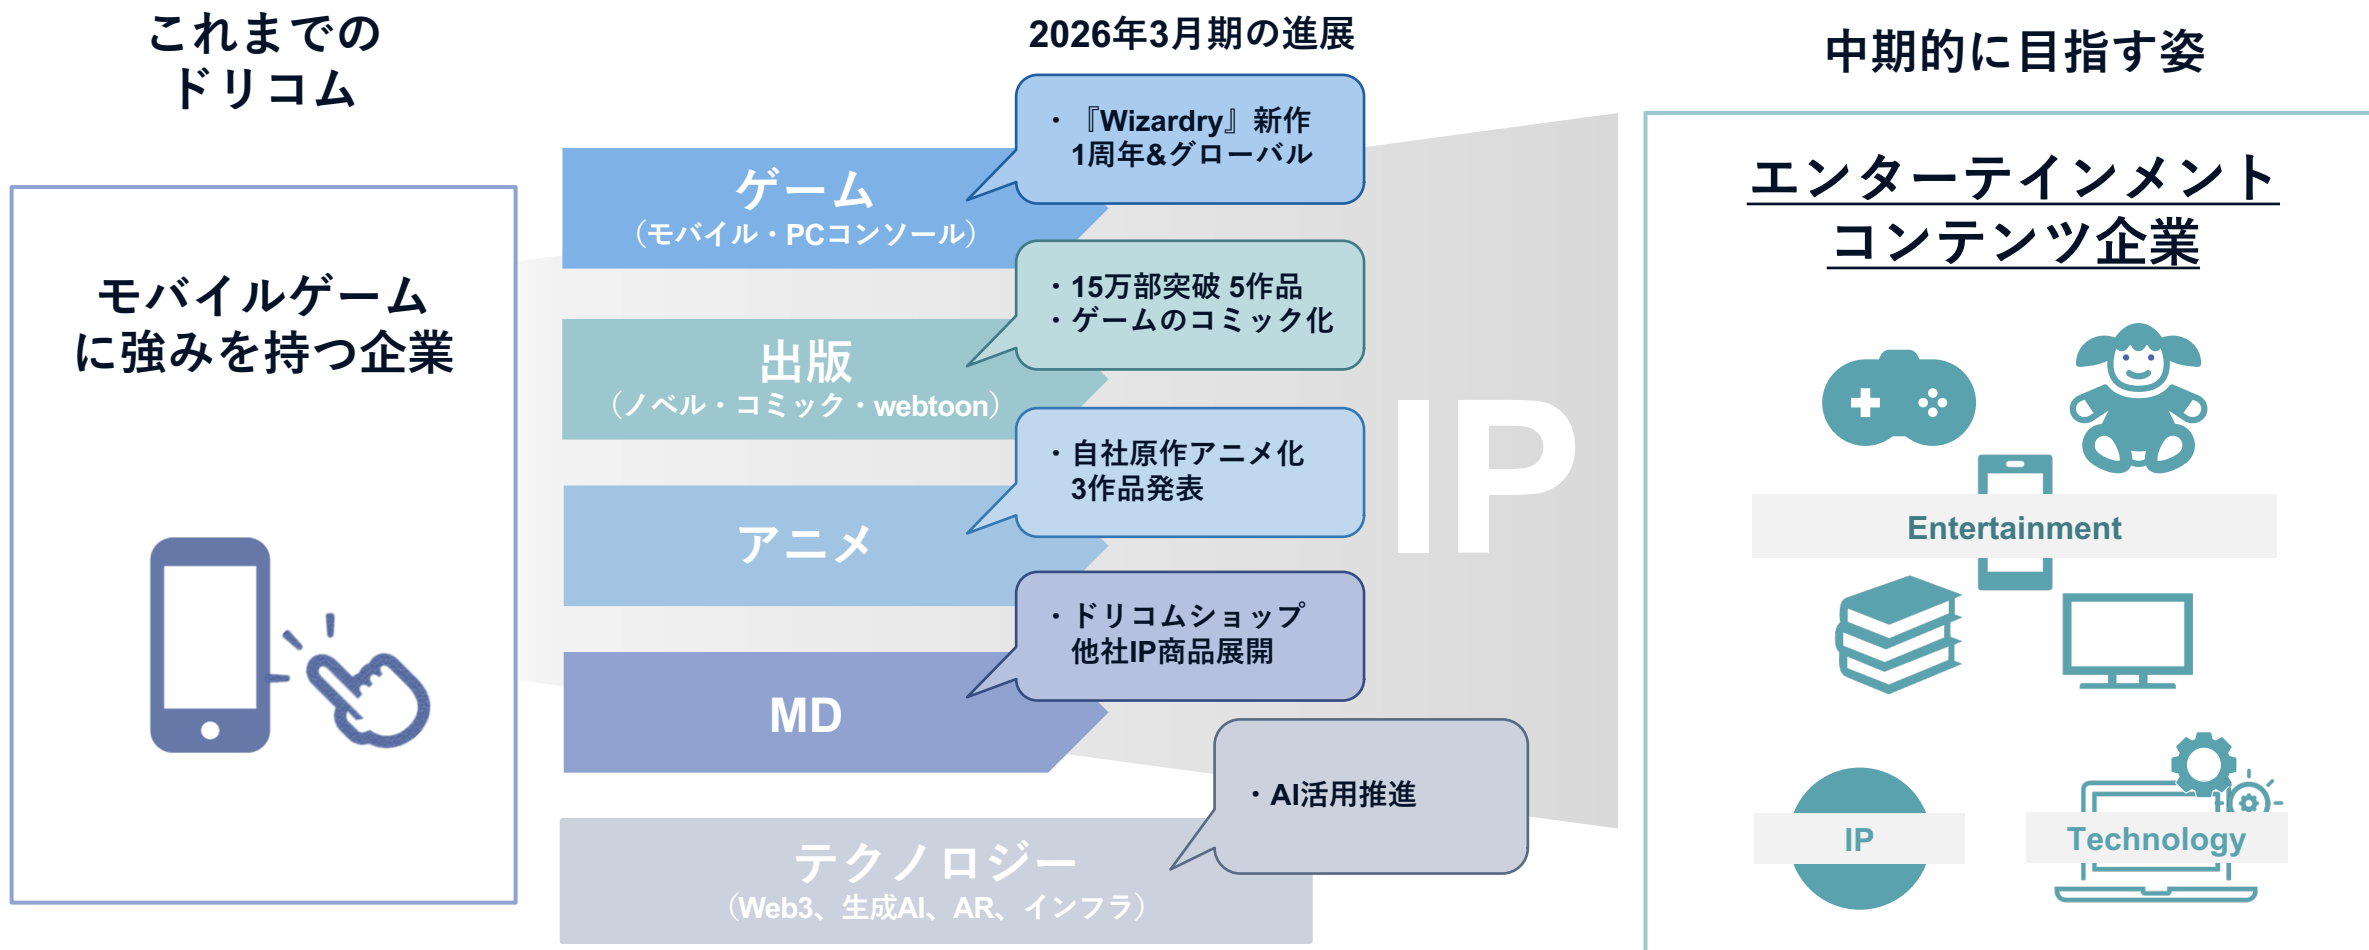 これまでの
ドリコム
モバイルゲーム
に強みを持つ企業
2026年3月期の進展
ゲーム
（モバイル・PCコンソール）
・『Wizardry』新作
1周年&グローバル
出版
（ノベル・コミック・webtoon）
・15万部突破 5作品
・ゲームのコミック化
アニメ
・自社原作アニメ化
3作品発表
MD
・ドリコムショップ
他社IP商品展開
テクノロジー
（Web3、生成AI、AR、インフラ）
・AI活用推進
IP
中期的に目指す姿
エンターテインメント
コンテンツ企業
Entertainment
IP
Technology